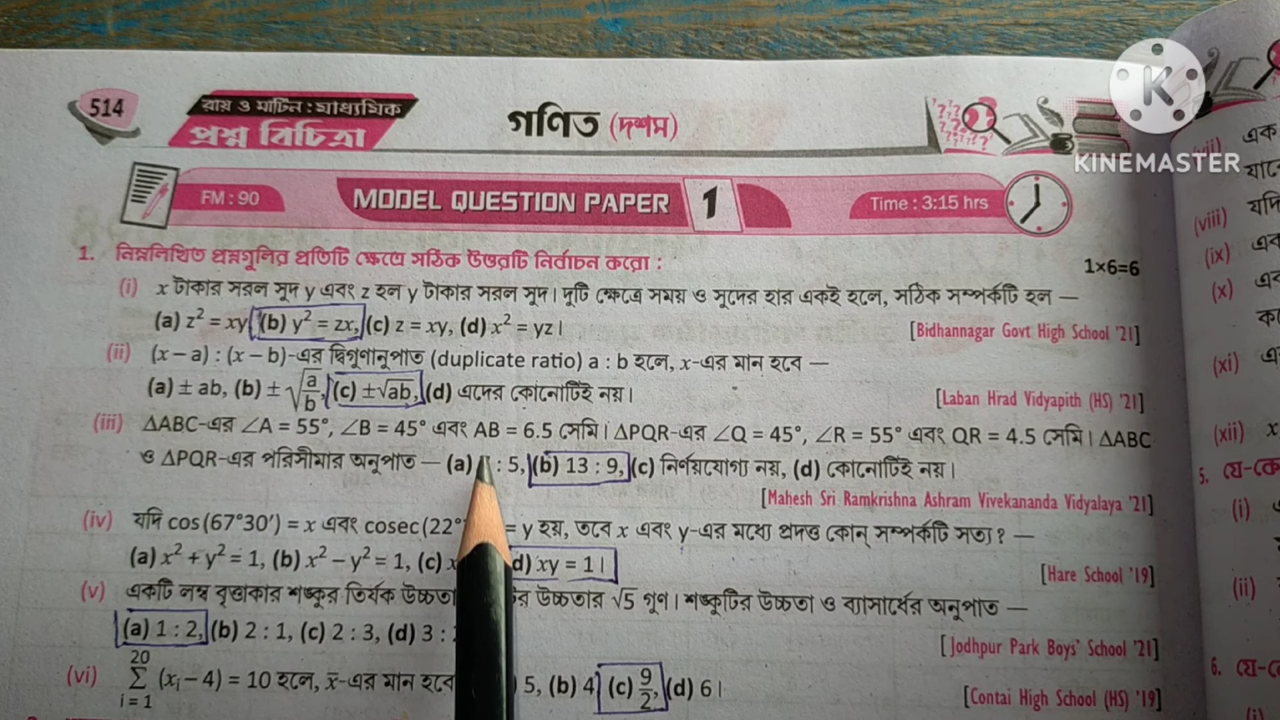 514
রায় ও মার্টিন : মাধ্যমিক
প্রশ্ন বিচিত্রা
গণিত (দশম)
KINEMASTER
FM : 90
MODEL QUESTION PAPER 1
Time : 3:15 hrs
1. নিম্নলিখিত প্রশ্নগুলির প্রতিটি ক্ষেত্রে সঠিক উত্তরটি নির্বাচন করো : 1×6=6
(i) x টাকার সরল সুদ y এবং z হল y টাকার সরল সুদ। দুটি ক্ষেত্রে সময় ও সুদের হার একই হলে, সঠিক সম্পর্কটি হল —
(a) z² = xy, (b) y² = zx, (c) z = xy, (d) x² = yz। [Bidhannagar Govt High School '21]
(ii) (x – a) : (x – b)-এর দ্বিগুণানুপাত (duplicate ratio) a : b হলে, x-এর মান হবে —
(a) ± ab, (b) ± √a/b, (c) ±√ab, (d) এদের কোনোটিই নয়। [Laban Hrad Vidyapith (HS) '21]
(iii) ΔABC-এর ∠A = 55°, ∠B = 45° এবং AB = 6.5 সেমি। ΔPQR-এর ∠Q = 45°, ∠R = 55° এবং QR = 4.5 সেমি। ΔABC
ও ΔPQR-এর পরিসীমার অনুপাত — (a) : 5, (b) 13 : 9, (c) নির্ণয়যোগ্য নয়, (d) কোনোটিই নয়।
[Mahesh Sri Ramkrishna Ashram Vivekananda Vidyalaya '21]
(iv) যদি cos(67°30′) = x এবং cosec(22° = y হয়, তবে x এবং y-এর মধ্যে প্রদত্ত কোন্ সম্পর্কটি সত্য? —
(a) x² + y² = 1, (b) x² – y² = 1, (c) x d) xy = 1। [Hare School '19]
(v) একটি লম্ব বৃত্তাকার শঙ্কুর তির্যক উচ্চতা উচ্চতার √5 গুণ। শঙ্কুটির উচ্চতা ও ব্যাসার্ধের অনুপাত —
(a) 1 : 2, (b) 2 : 1, (c) 2 : 3, (d) 3 : [Jodhpur Park Boys' School '21]
(vi) 20 Σ i = 1 (xᵢ – 4) = 10 হলে, x̄-এর মান হবে 5, (b) 4, (c) 9/2, (d) 6। [Contai High School (HS) '19]
এক
(viii) যদি
(ix)
(x)
(xi)
(xii) x
5.
(i)
(ii)
6.